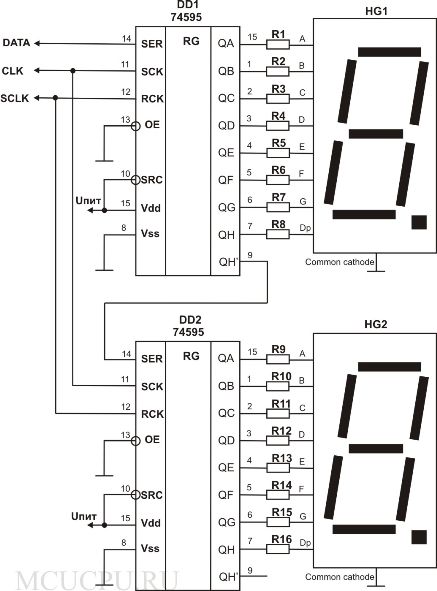 DD1
74595
HG1
DATA 14 SER RG QA 15 R1 A
CLK 11 SCK QB 1 R2 B
SCLK 12 RCK QC 2 R3 C
13 OE QD 3 R4 D
QE 4 R5 E
10 SRC QF 5 R6 F
Uпит 15 Vdd QG 6 R7 G
8 Vss QH 7 R8 Dp
QH' 9
Common cathode
DD2
74595
HG2
14 SER RG QA 15 R9 A
11 SCK QB 1 R10 B
12 RCK QC 2 R11 C
13 OE QD 3 R12 D
QE 4 R13 E
10 SRC QF 5 R14 F
Uпит 15 Vdd QG 6 R15 G
8 Vss QH 7 R16 Dp
QH' 9
Common cathode
MCUCPU.RU